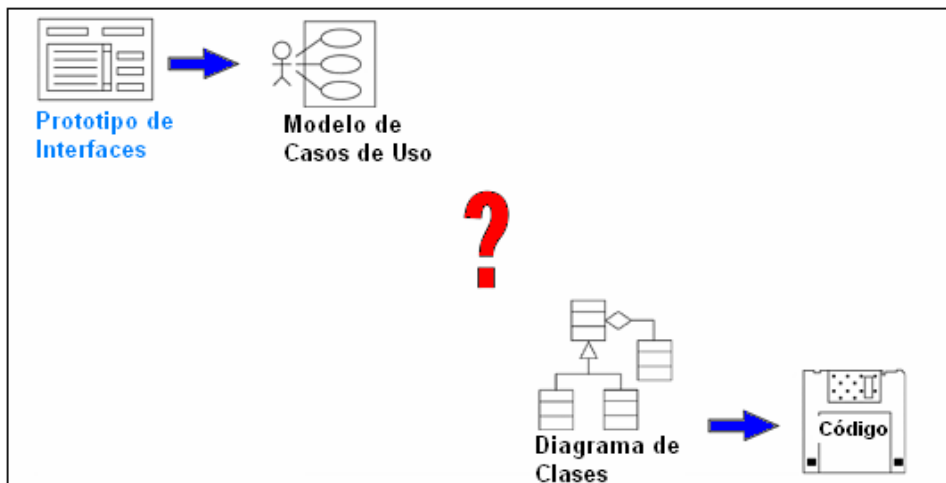 Prototipo de
Interfaces
Modelo de
Casos de Uso
?
Diagrama de
Clases
Código